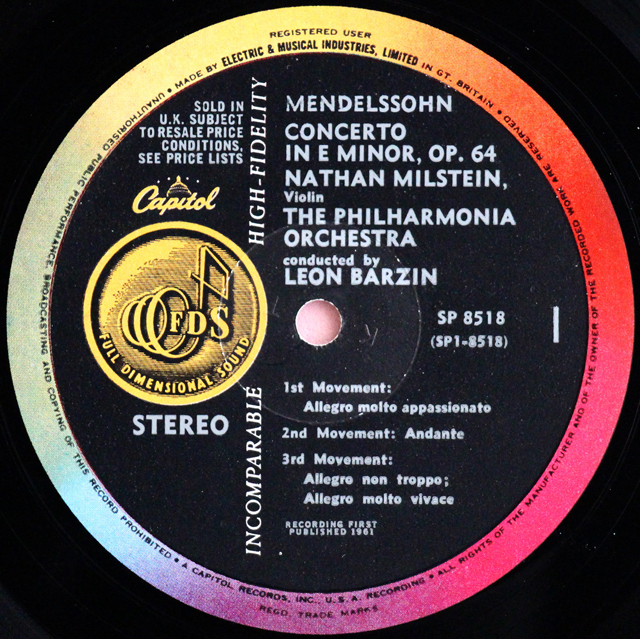 REGISTERED USER
UNAUTHORISED PUBLIC PERFORMANCE, BROADCASTING AND COPYING OF THIS RECORD PROHIBITED • A CAPITOL RECORDS, INC., U.S.A. RECORDING • ALL RIGHTS OF THE MANUFACTURER AND OF THE OWNER OF THE RECORDED WORK ARE RESERVED •
MADE BY ELECTRIC & MUSICAL INDUSTRIES, LIMITED IN GT. BRITAIN
REGD. TRADE MARKS
SOLD IN
U.K. SUBJECT
TO RESALE PRICE
CONDITIONS,
SEE PRICE LISTS
Capitol
FDS
FULL DIMENSIONAL SOUND
STEREO
INCOMPARABLE HIGH-FIDELITY
MENDELSSOHN
CONCERTO
IN E MINOR, OP. 64
NATHAN MILSTEIN,
Violin
THE PHILHARMONIA
ORCHESTRA
conducted by
LEON BARZIN
SP 8518
(SP1-8518)
1
1st Movement:
Allegro molto appassionato
2nd Movement: Andante
3rd Movement:
Allegro non troppo;
Allegro molto vivace
RECORDING FIRST
PUBLISHED 1961